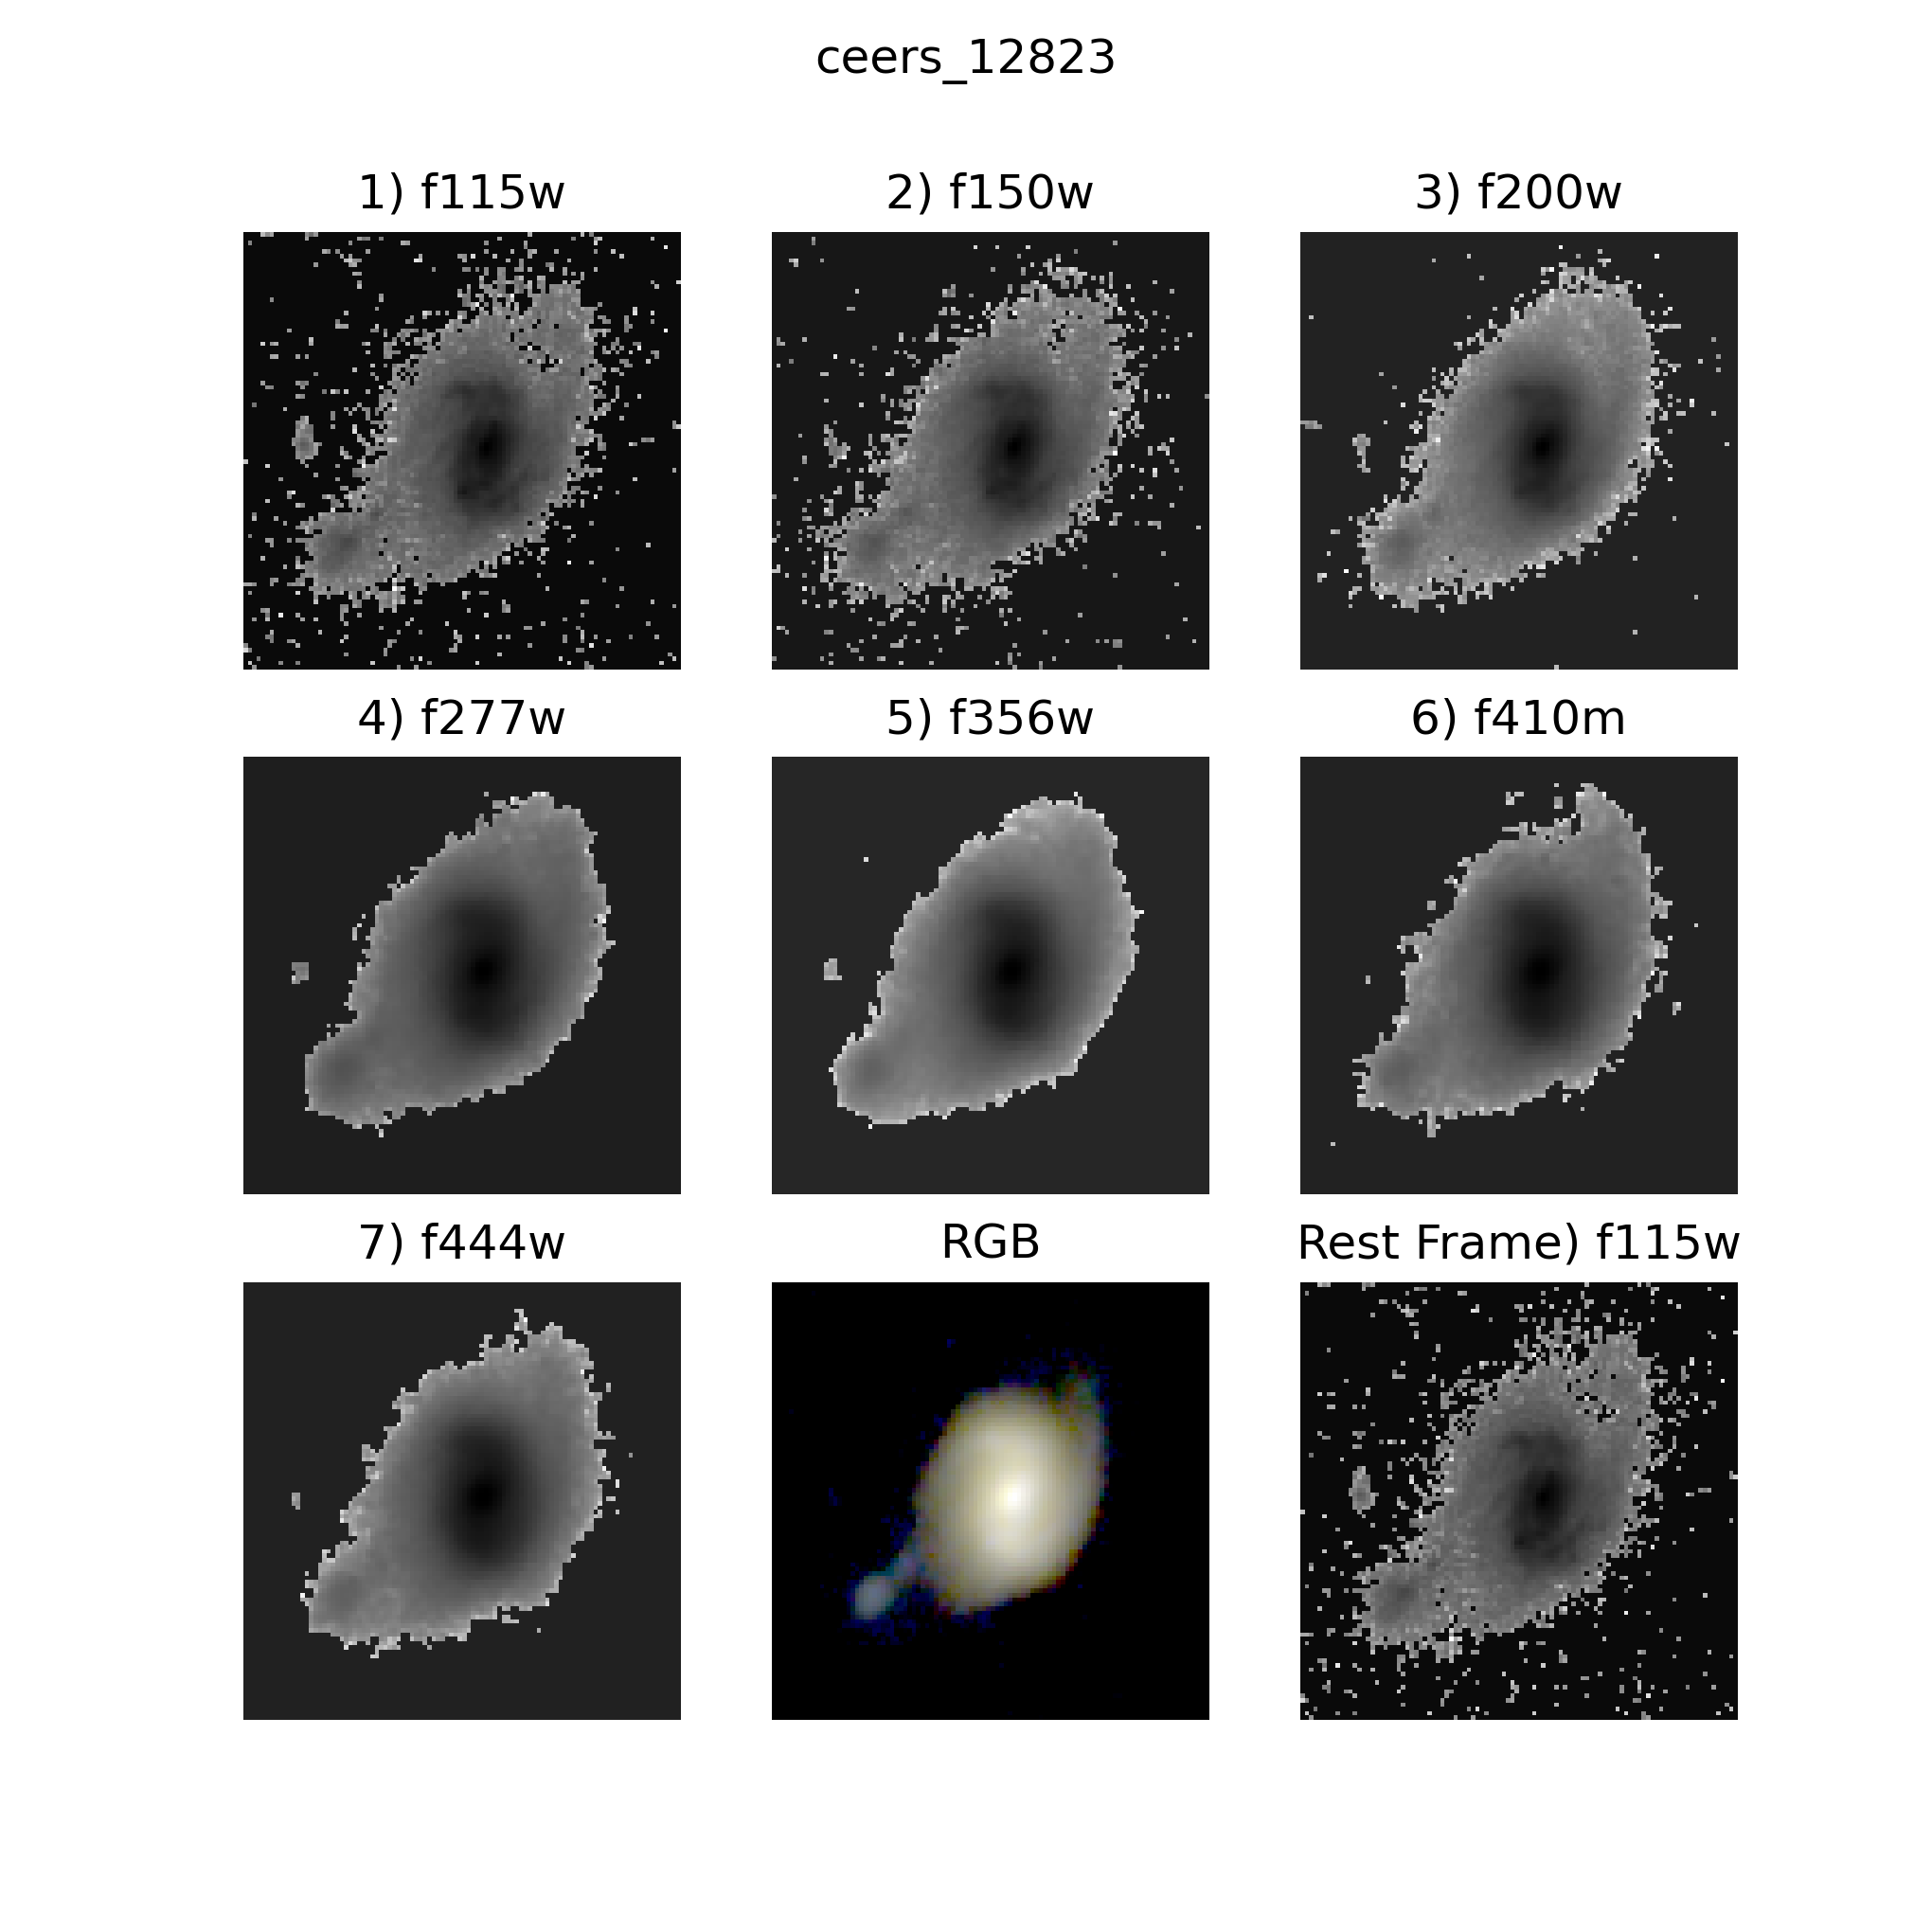 ceers_12823
1) f115w
2) f150w
3) f200w
4) f277w
5) f356w
6) f410m
7) f444w
RGB
Rest Frame) f115w